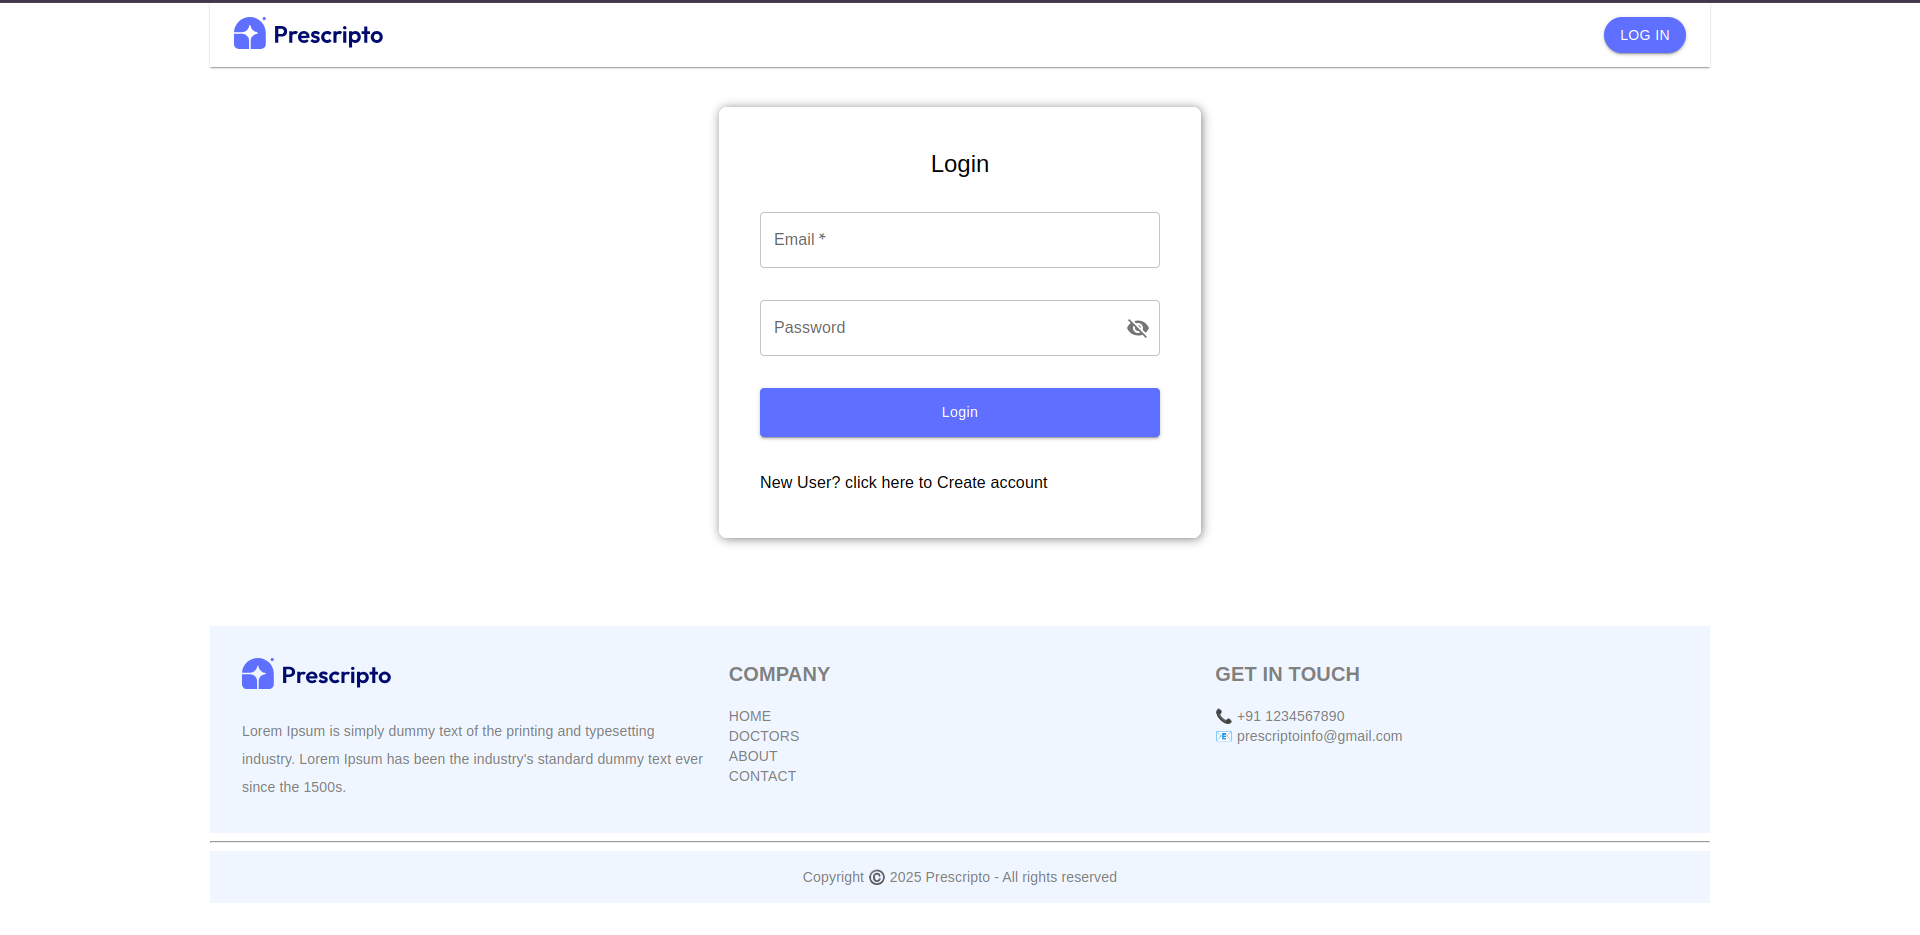 Prescripto
LOG IN
Login
Email *
Password
Login
New User? click here to Create account
Prescripto
Lorem Ipsum is simply dummy text of the printing and typesetting
industry. Lorem Ipsum has been the industry's standard dummy text ever
since the 1500s.
COMPANY
HOME
DOCTORS
ABOUT
CONTACT
GET IN TOUCH
📞 +91 1234567890
📧 prescriptoinfo@gmail.com
Copyright © 2025 Prescripto - All rights reserved